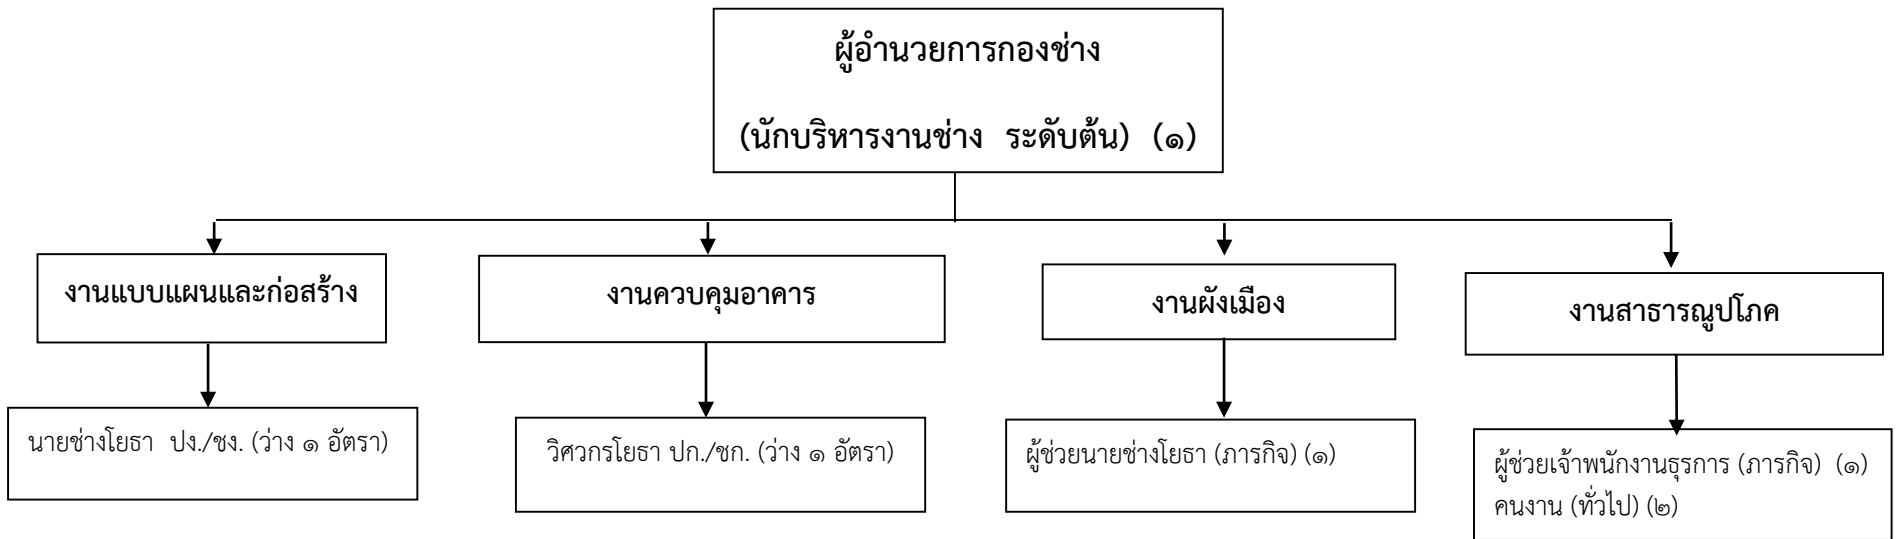 ผู้อำนวยการกองช่าง
(นักบริหารงานช่าง ระดับต้น) (๑)
งานแบบแผนและก่อสร้าง
งานควบคุมอาคาร
งานผังเมือง
งานสาธารณูปโภค
นายช่างโยธา ปง./ชง. (ว่าง ๑ อัตรา)
วิศวกรโยธา ปก./ชก. (ว่าง ๑ อัตรา)
ผู้ช่วยนายช่างโยธา (ภารกิจ) (๑)
ผู้ช่วยเจ้าพนักงานธุรการ (ภารกิจ) (๑)
คนงาน (ทั่วไป) (๒)